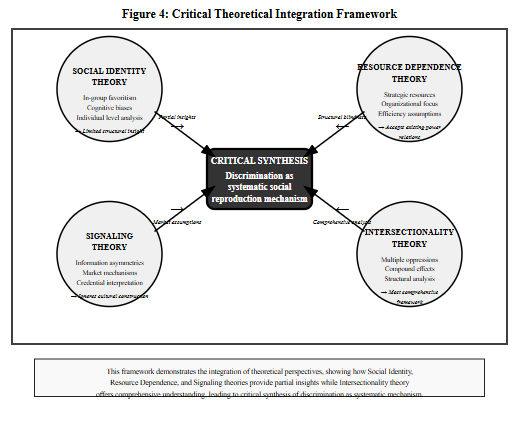 Figure 4: Critical Theoretical Integration Framework
SOCIAL IDENTITY
THEORY
In-group favoritism
Cognitive biases
Individual level analysis
→ Limited structural insight
Partial insights
→
RESOURCE DEPENDENCE
THEORY
Strategic resources
Organizational focus
Efficiency assumptions
→ Accepts existing power
relations
Structural blindness
←
CRITICAL SYNTHESIS
Discrimination as
systematic social
reproduction mechanism
SIGNALING
THEORY
Information asymmetries
Market mechanisms
Credential interpretation
→ Ignores cultural construction
→
Market assumptions
INTERSECTIONALITY
THEORY
Multiple oppressions
Compound effects
Structural analysis
→ Most comprehensive
framework
←
Comprehensive analysis
This framework demonstrates the integration of theoretical perspectives, showing how Social Identity,
Resource Dependence, and Signaling theories provide partial insights while Intersectionality theory
offers comprehensive understanding, leading to critical synthesis of discrimination as systematic mechanism.